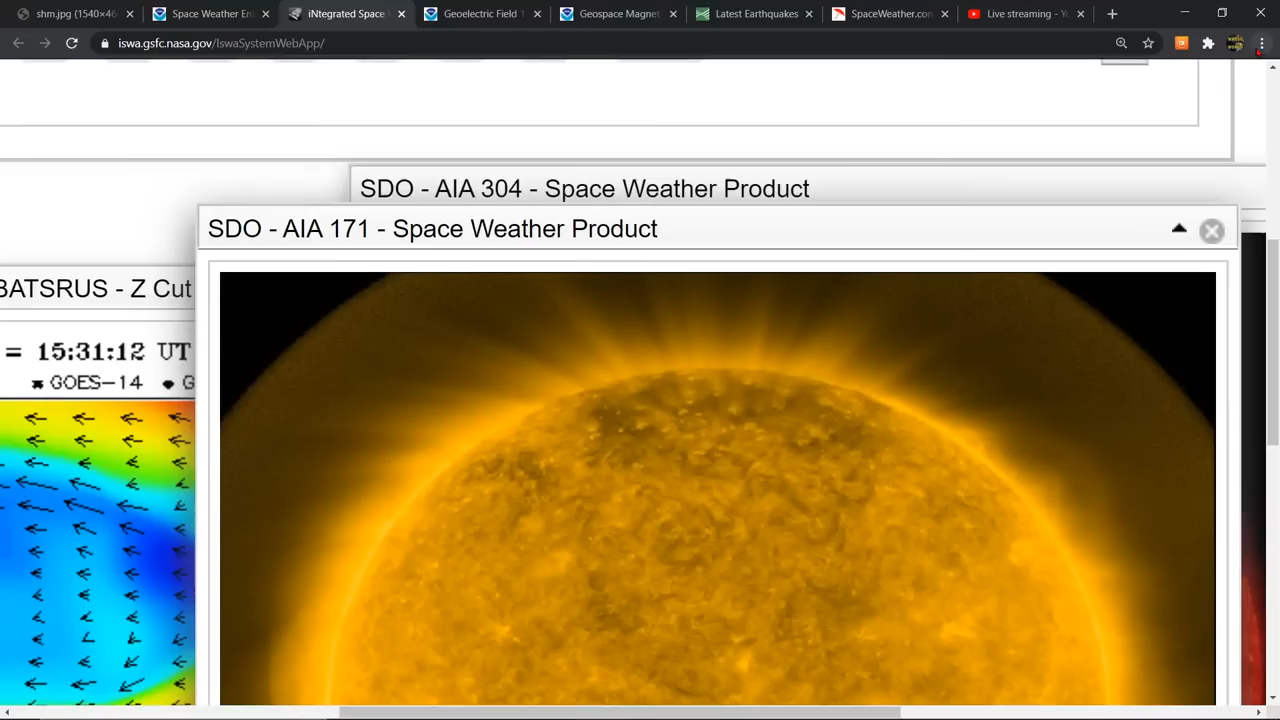 shm.jpg (1540×46
Space Weather En
iNtegrated Space
Geoelectric Field 1
Geospace Magnet
Latest Earthquakes
SpaceWeather.com
Live streaming - Yo
iswa.gsfc.nasa.gov/IswaSystemWebApp/
SDO - AIA 304 - Space Weather Product
SDO - AIA 171 - Space Weather Product
BATSRUS - Z Cut
= 15:31:12 UT
GOES-14 G